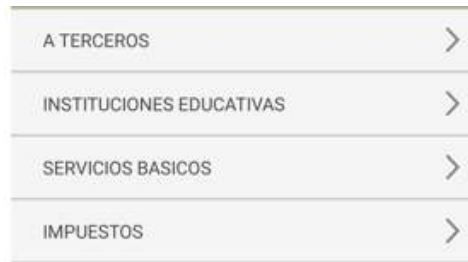 A TERCEROS
INSTITUCIONES EDUCATIVAS
SERVICIOS BASICOS
IMPUESTOS